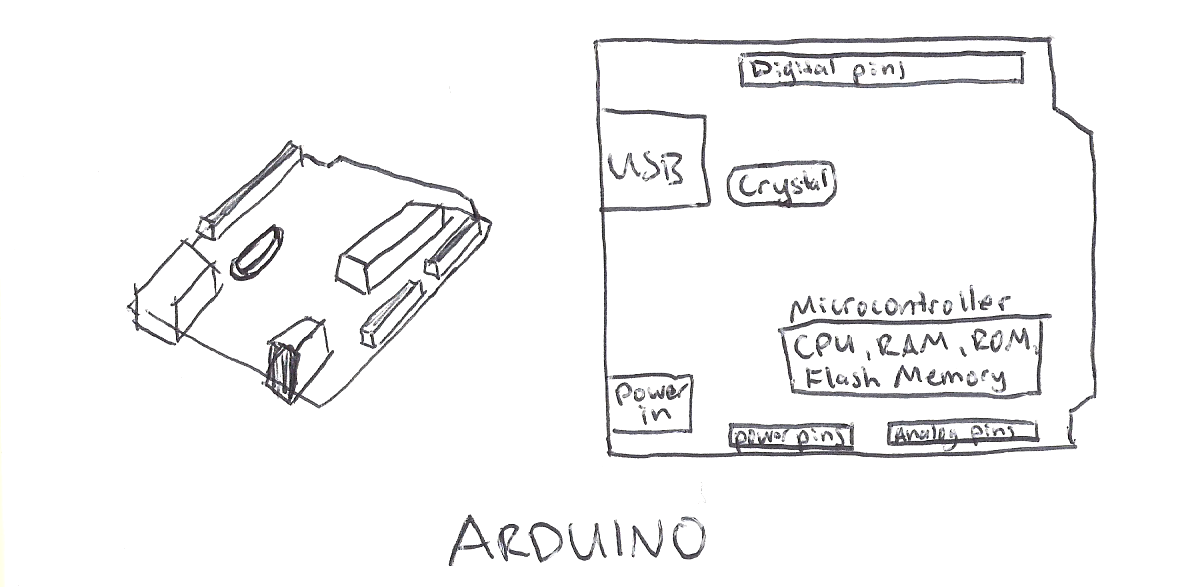 Digital pins
USB
Crystal
Microcontroller
CPU, RAM, ROM,
Flash Memory
Power
in
power pins
Analog pins
ARDUINO